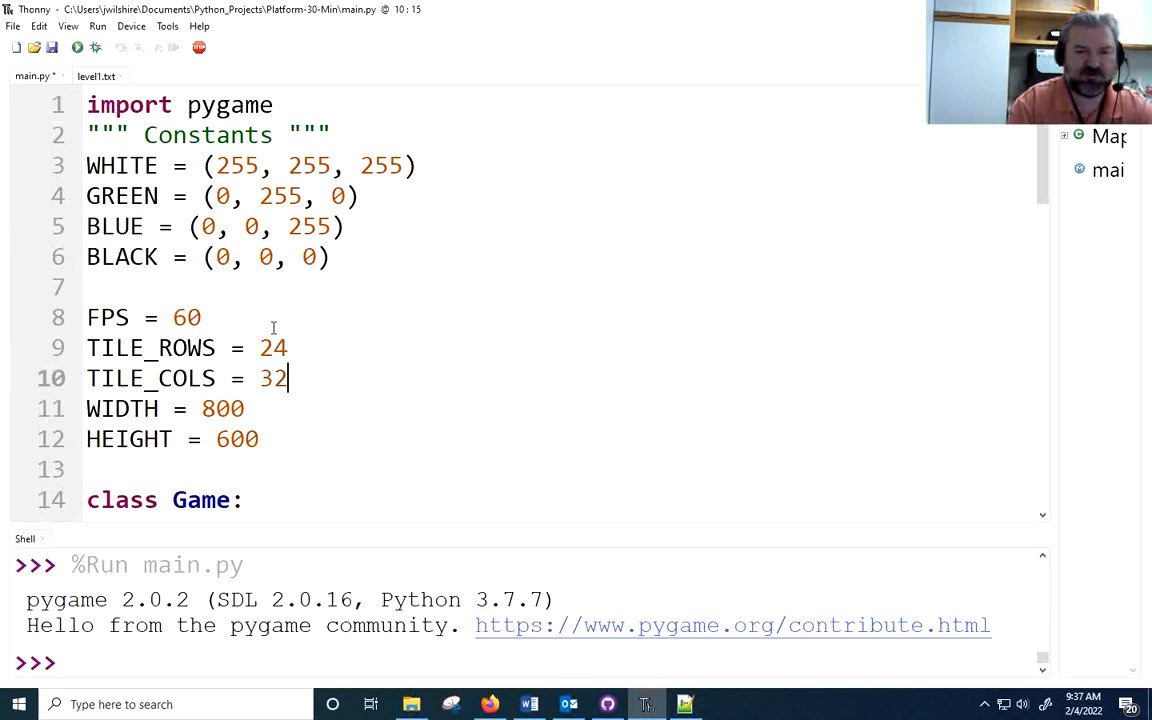 Thonny - C:\Users\jwilshire\Documents\Python_Projects\Platform-30-Min\main.py @ 10 : 15
File Edit View Run Device Tools Help
STOP
main.py * level1.txt
1 import pygame
2 """ Constants """
3 WHITE = (255, 255, 255)
4 GREEN = (0, 255, 0)
5 BLUE = (0, 0, 255)
6 BLACK = (0, 0, 0)
7
8 FPS = 60
9 TILE_ROWS = 24
10 TILE_COLS = 32
11 WIDTH = 800
12 HEIGHT = 600
13
14 class Game:
C Map
m mai
Shell
>>> %Run main.py
pygame 2.0.2 (SDL 2.0.16, Python 3.7.7)
Hello from the pygame community. https://www.pygame.org/contribute.html
>>>
Type here to search
9:37 AM
2/4/2022
20